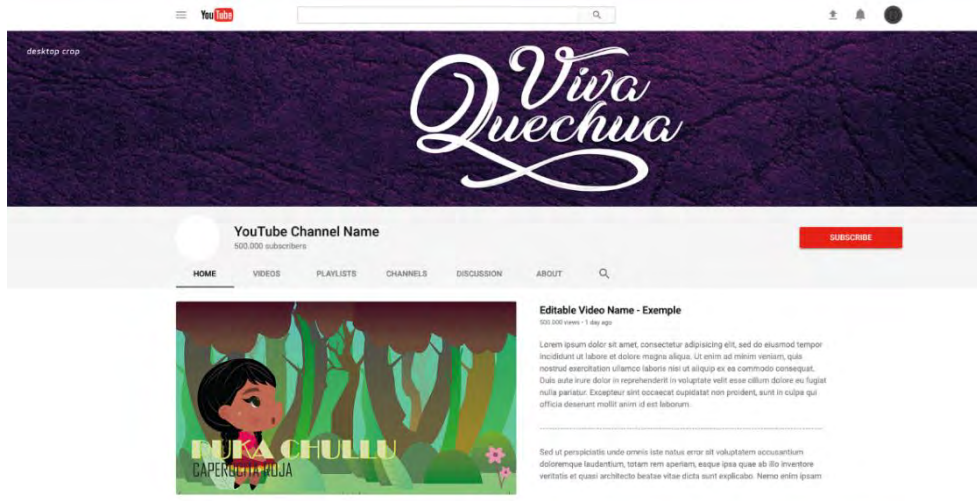 YouTube
desktop crop
Viva
Quechua
YouTube Channel Name
500.000 subscribers
SUBSCRIBE
HOME VIDEOS PLAYLISTS CHANNELS DISCUSSION ABOUT
PUKA CHULLU
CAPERUCITA ROJA
Editable Video Name - Exemple
500.000 views - 1 day ago
Lorem ipsum dolor sit amet, consectetur adipisicing elit, sed do eiusmod tempor
incididunt ut labore et dolore magna aliqua. Ut enim ad minim veniam, quis
nostrud exercitation ullamco laboris nisi ut aliquip ex ea commodo consequat.
Duis aute irure dolor in reprehenderit in voluptate velit esse cillum dolore eu fugiat
nulla pariatur. Excepteur sint occaecat cupidatat non proident, sunt in culpa qui
officia deserunt mollit anim id est laborum.
Sed ut perspiciatis unde omnis iste natus error sit voluptatem accusantium
doloremque laudantium, totam rem aperiam, eaque ipsa quae ab illo inventore
veritatis et quasi architecto beatae vitae dicta sunt explicabo. Nemo enim ipsam